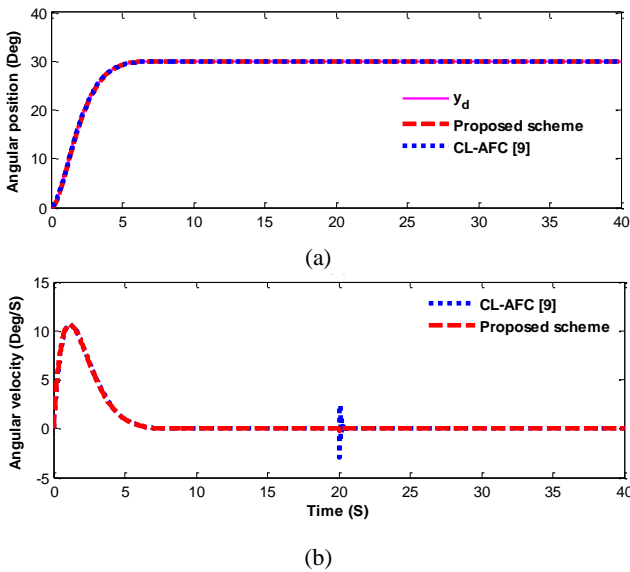 40
30
20
10
0
Angular position (Deg)
y_d
Proposed scheme
CL-AFC [9]
0 5 10 15 20 25 30 35 40
(a)
15
10
5
0
-5
Angular velocity (Deg/S)
CL-AFC [9]
Proposed scheme
0 5 10 15 20 25 30 35 40
Time (S)
(b)